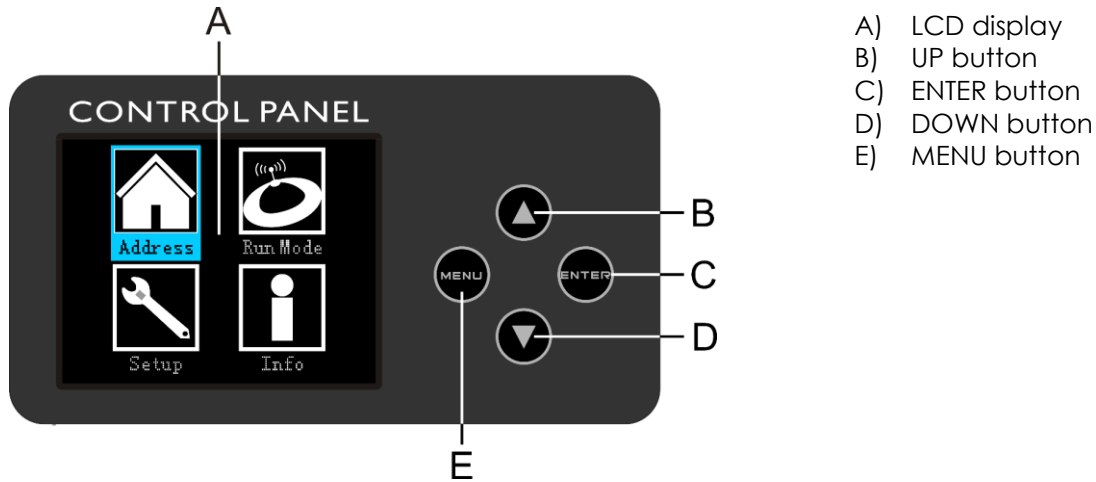 A
A) LCD display
B) UP button
C) ENTER button
D) DOWN button
E) MENU button
CONTROL PANEL
Address
Run Mode
B
MENU
ENTER
C
D
Setup
Info
E